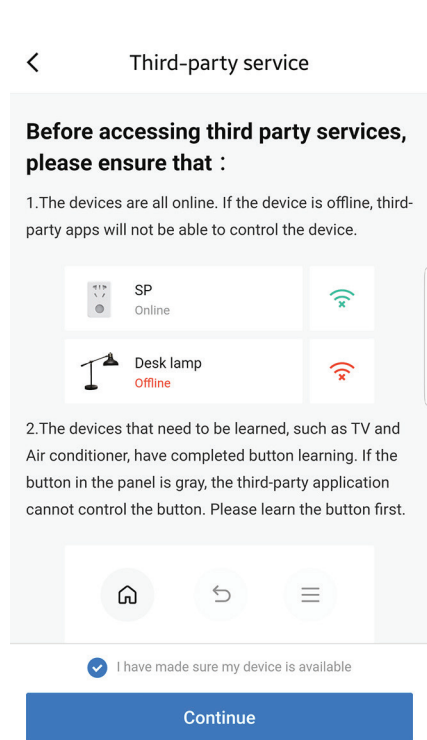 Third-party service
Before accessing third party services,
please ensure that：
1.The devices are all online. If the device is offline, third-
party apps will not be able to control the device.
SP
Online
Desk lamp
Offline
2.The devices that need to be learned, such as TV and
Air conditioner, have completed button learning. If the
button in the panel is gray, the third-party application
cannot control the button. Please learn the button first.
I have made sure my device is available
Continue